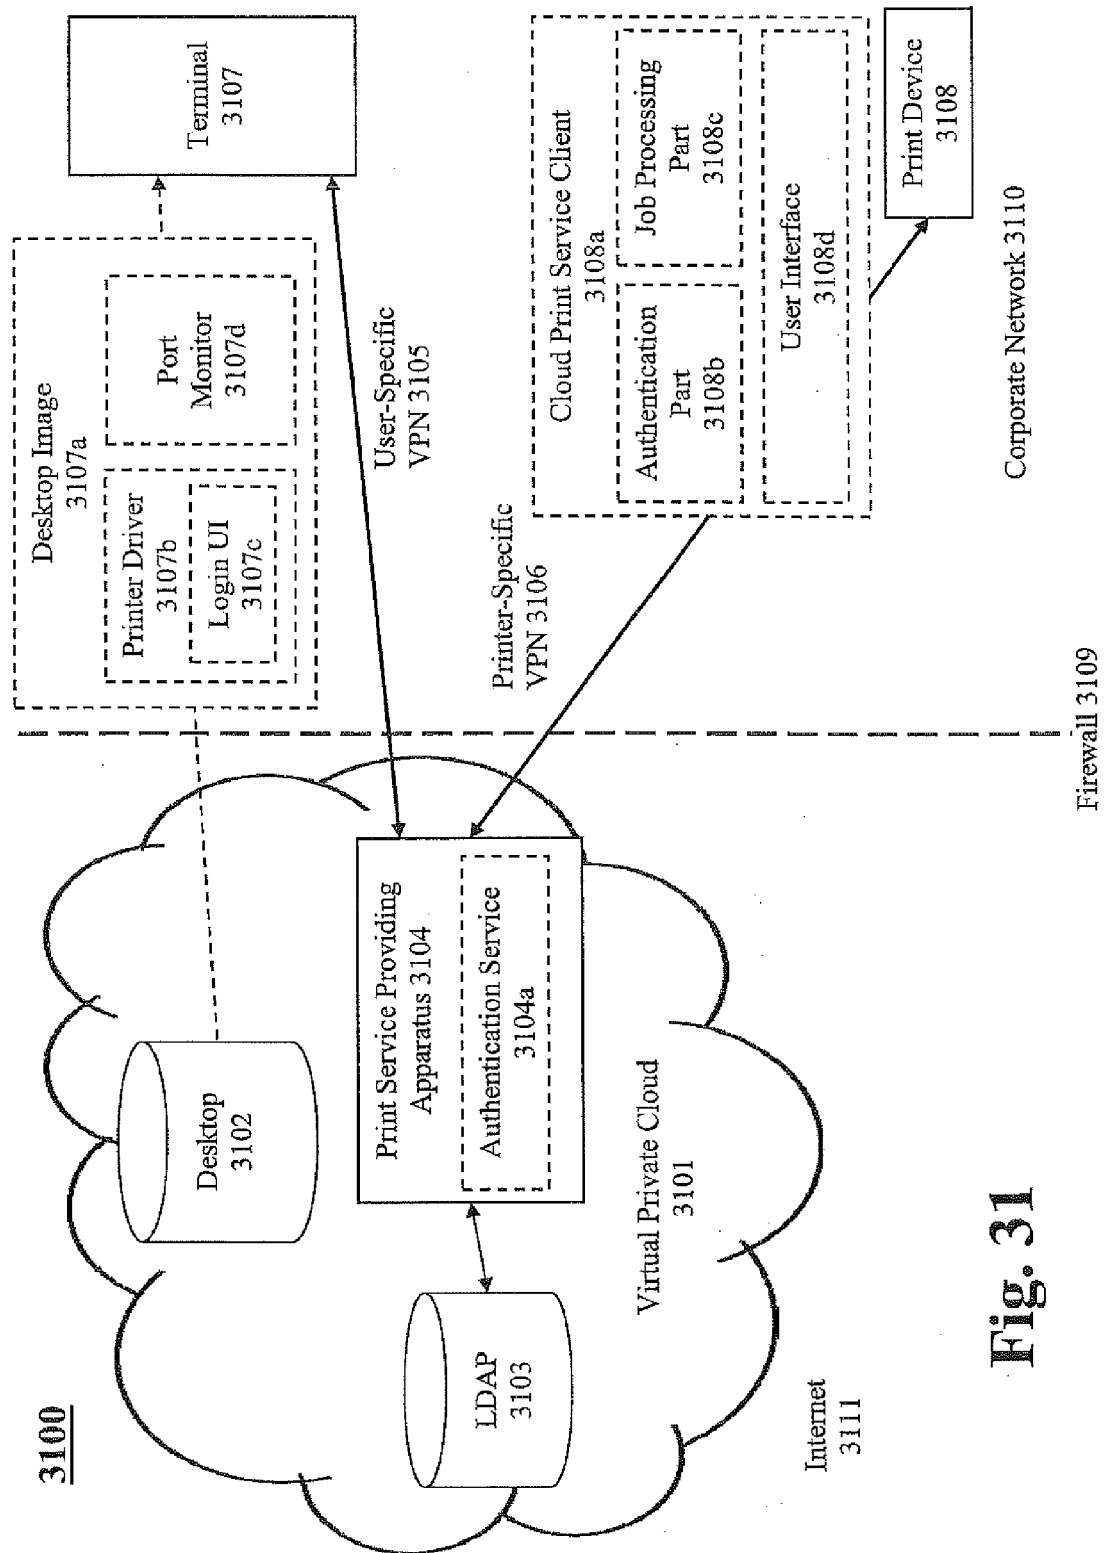 3100
Desktop Image
3107a
Printer Driver
3107b
Login UI
3107c
Port
Monitor
3107d
Terminal
3107
Desktop
3102
User-Specific
VPN 3105
LDAP
3103
Print Service Providing
Apparatus 3104
Authentication Service
3104a
Printer-Specific
VPN 3106
Cloud Print Service Client
3108a
Authentication
Part
3108b
Job Processing
Part
3108c
User Interface
3108d
Print Device
3108
Virtual Private Cloud
3101
Internet
3111
Corporate Network 3110
Firewall 3109
Fig. 31